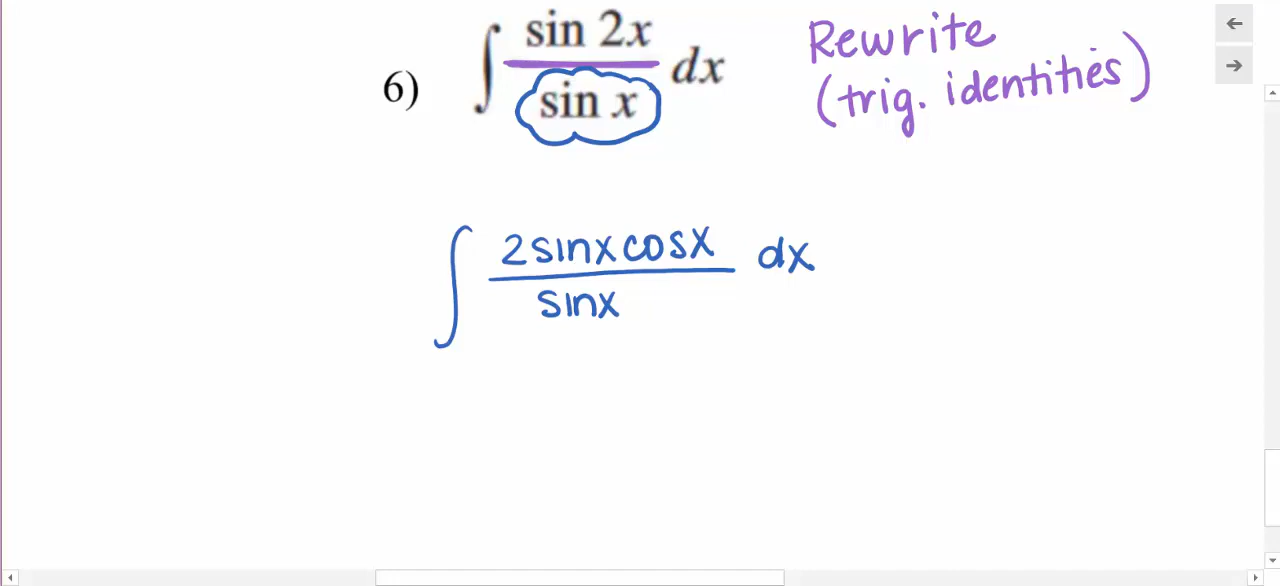 6) ∫ sin 2x / sin x dx
Rewrite
(trig. identities)
∫ 2sinxcosx / sinx dx